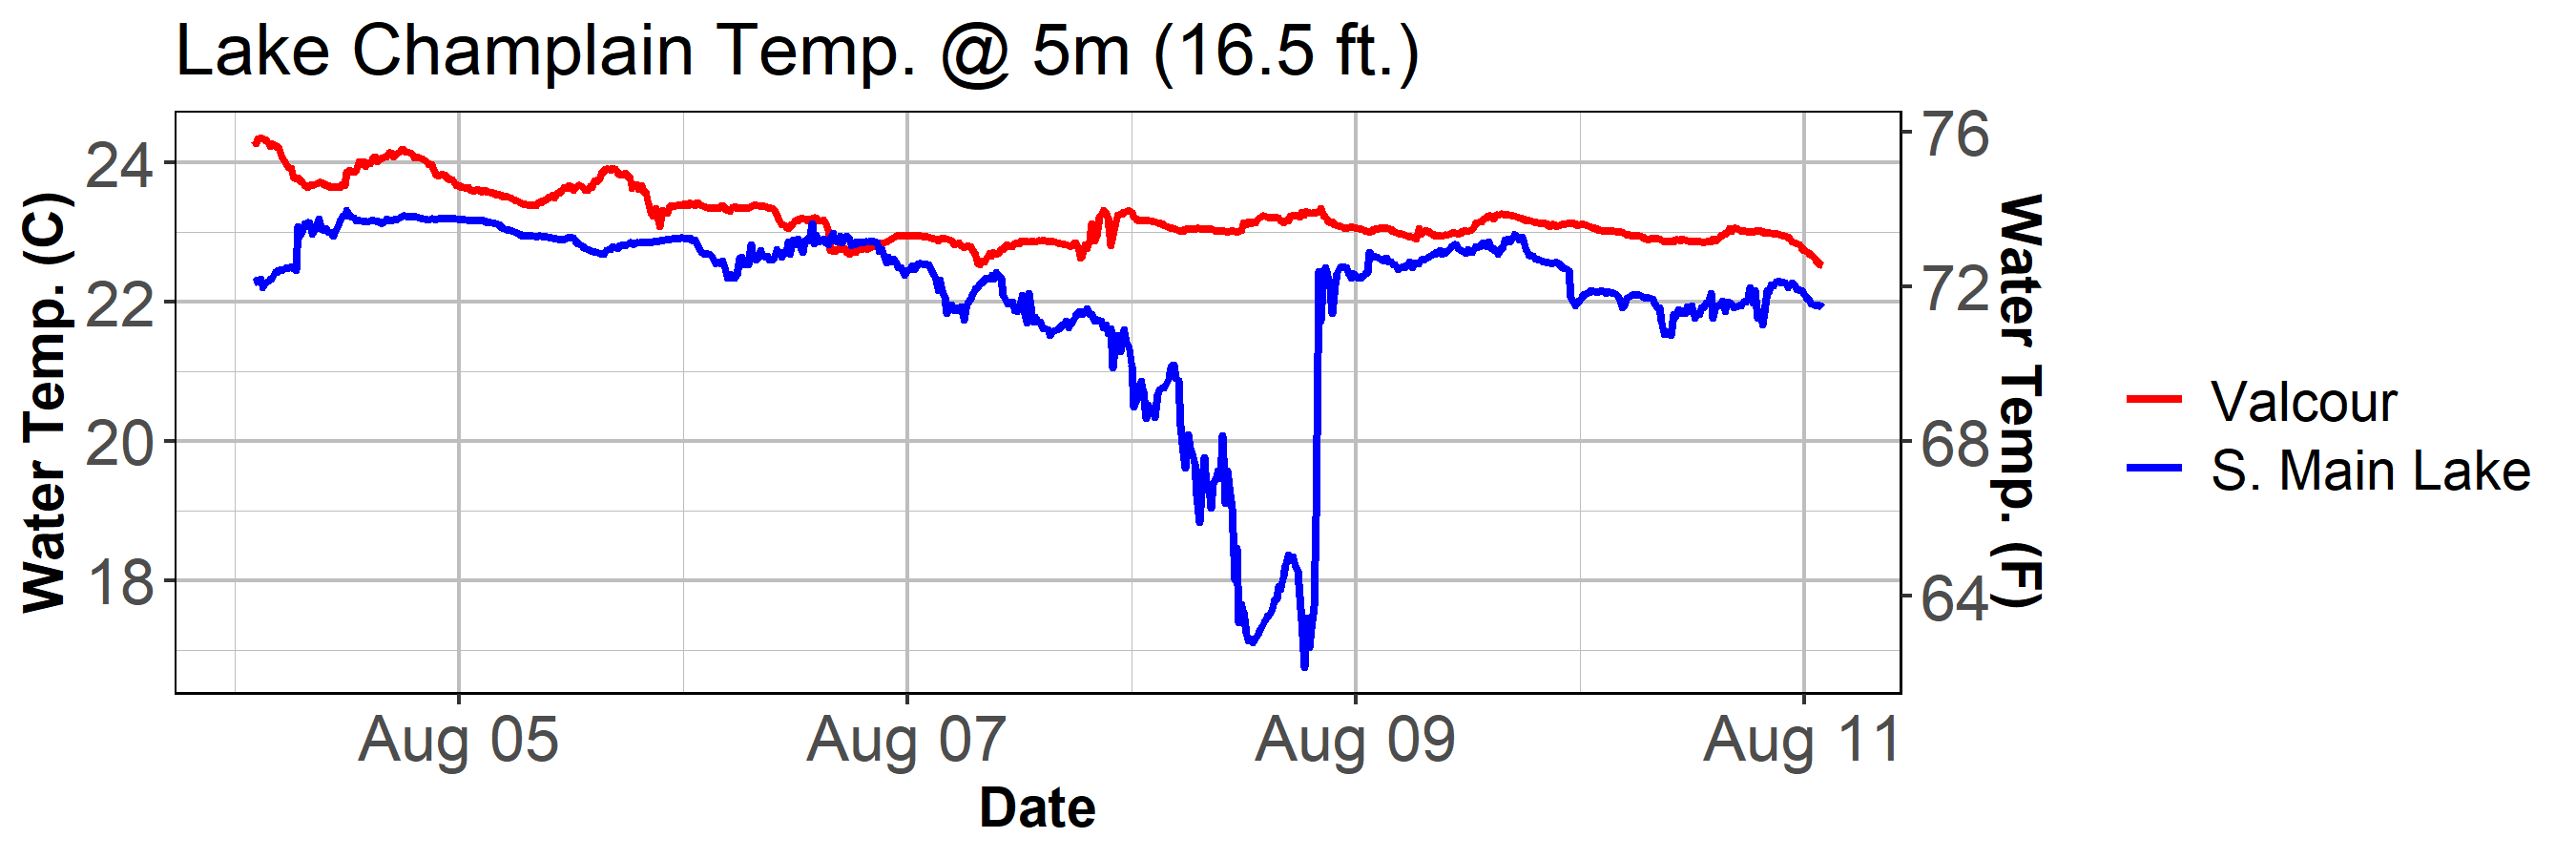 Lake Champlain Temp. @ 5m (16.5 ft.)
Water Temp. (C)
24
22
20
18
76
72
68
64
Water Temp. (F)
Aug 05
Aug 07
Aug 09
Aug 11
Date
Valcour
S. Main Lake